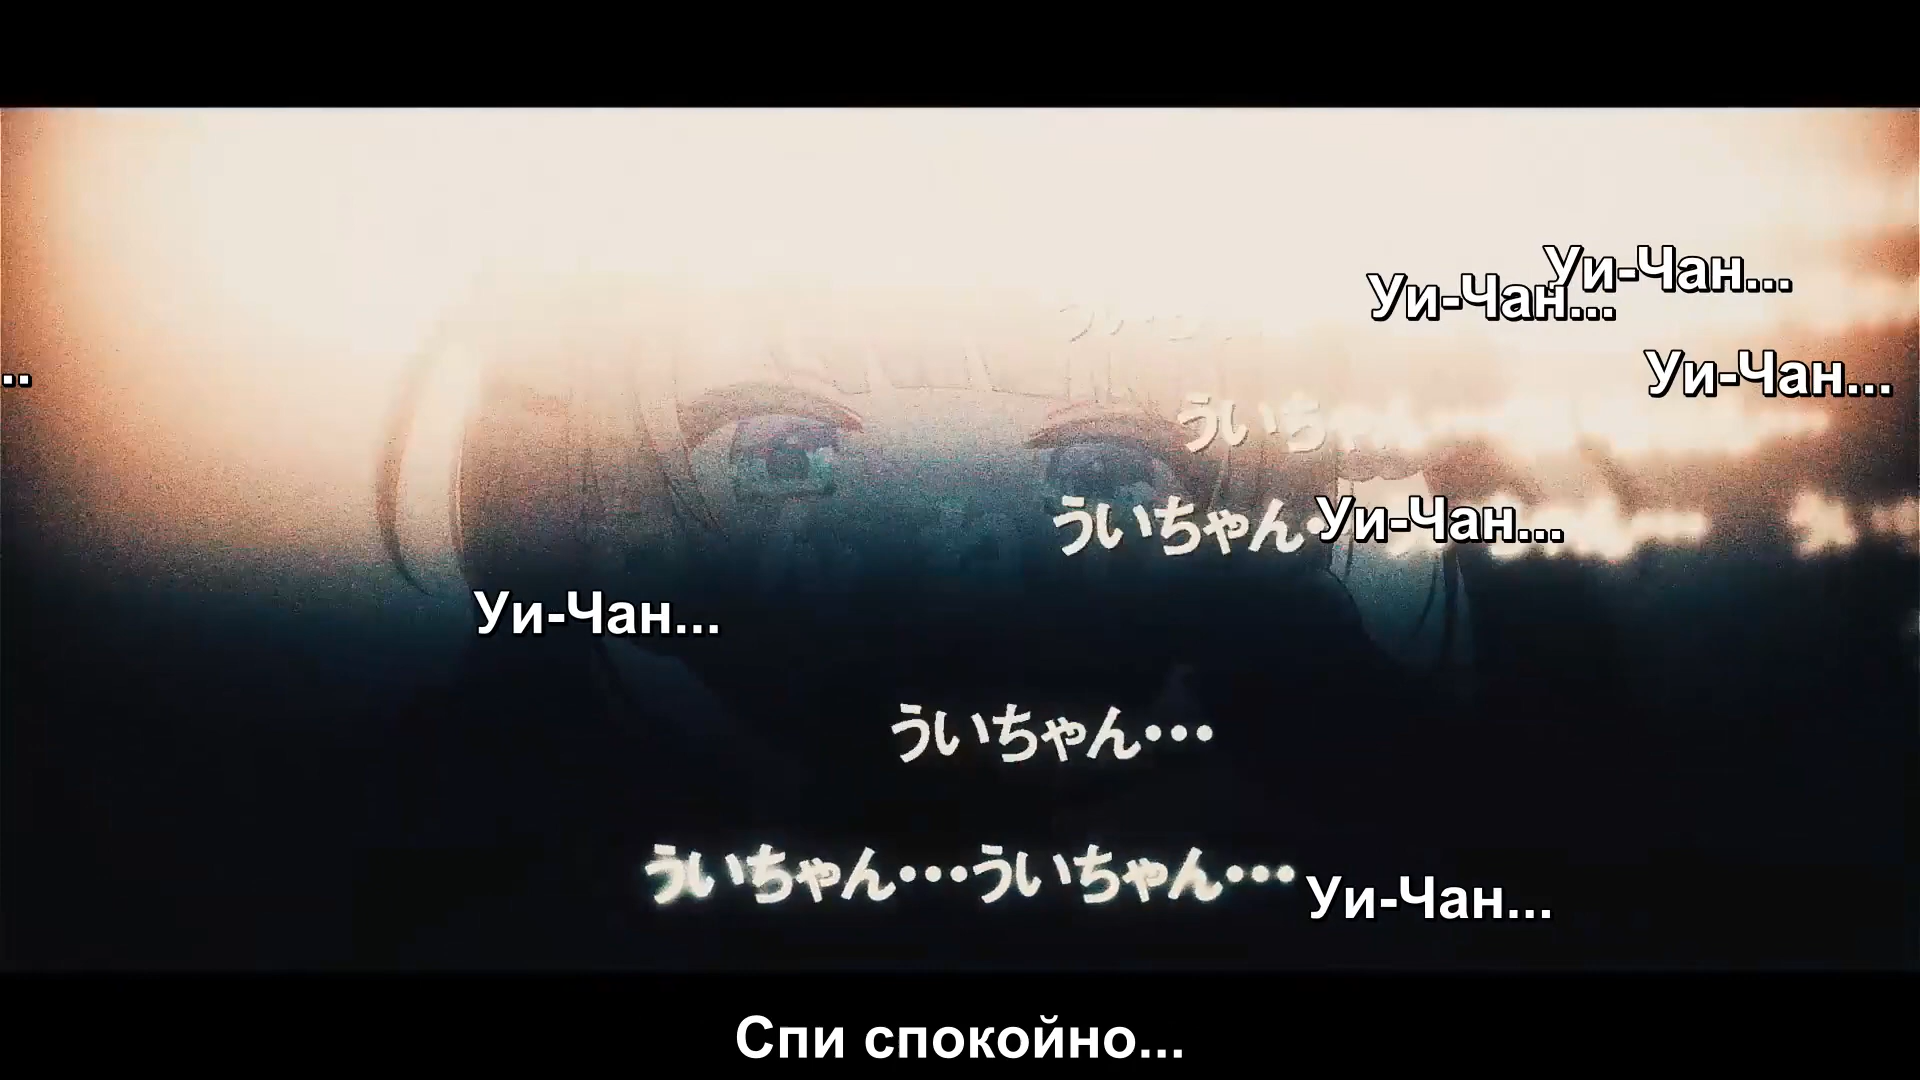 Уи-Чан...
Уи-Чан...
Уи-Чан...
..
ういちゃん
ういちゃん・
Уи-Чан...
Уи-Чан...
ういちゃん・・・
ういちゃん・・・ういちゃん・・・
Уи-Чан...
Спи спокойно...